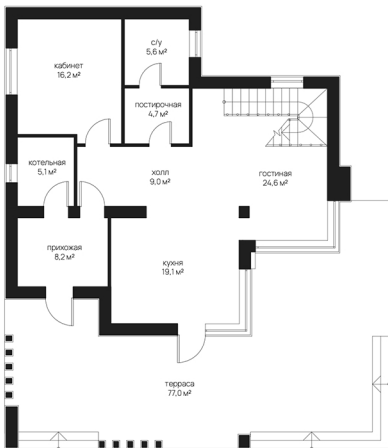 с/у
5,6 м²
кабинет
16,2 м²
постирочная
4,7 м²
котельная
5,1 м²
холл
9,0 м²
гостиная
24,6 м²
прихожая
8,2 м²
кухня
19,1 м²
терраса
77,0 м²